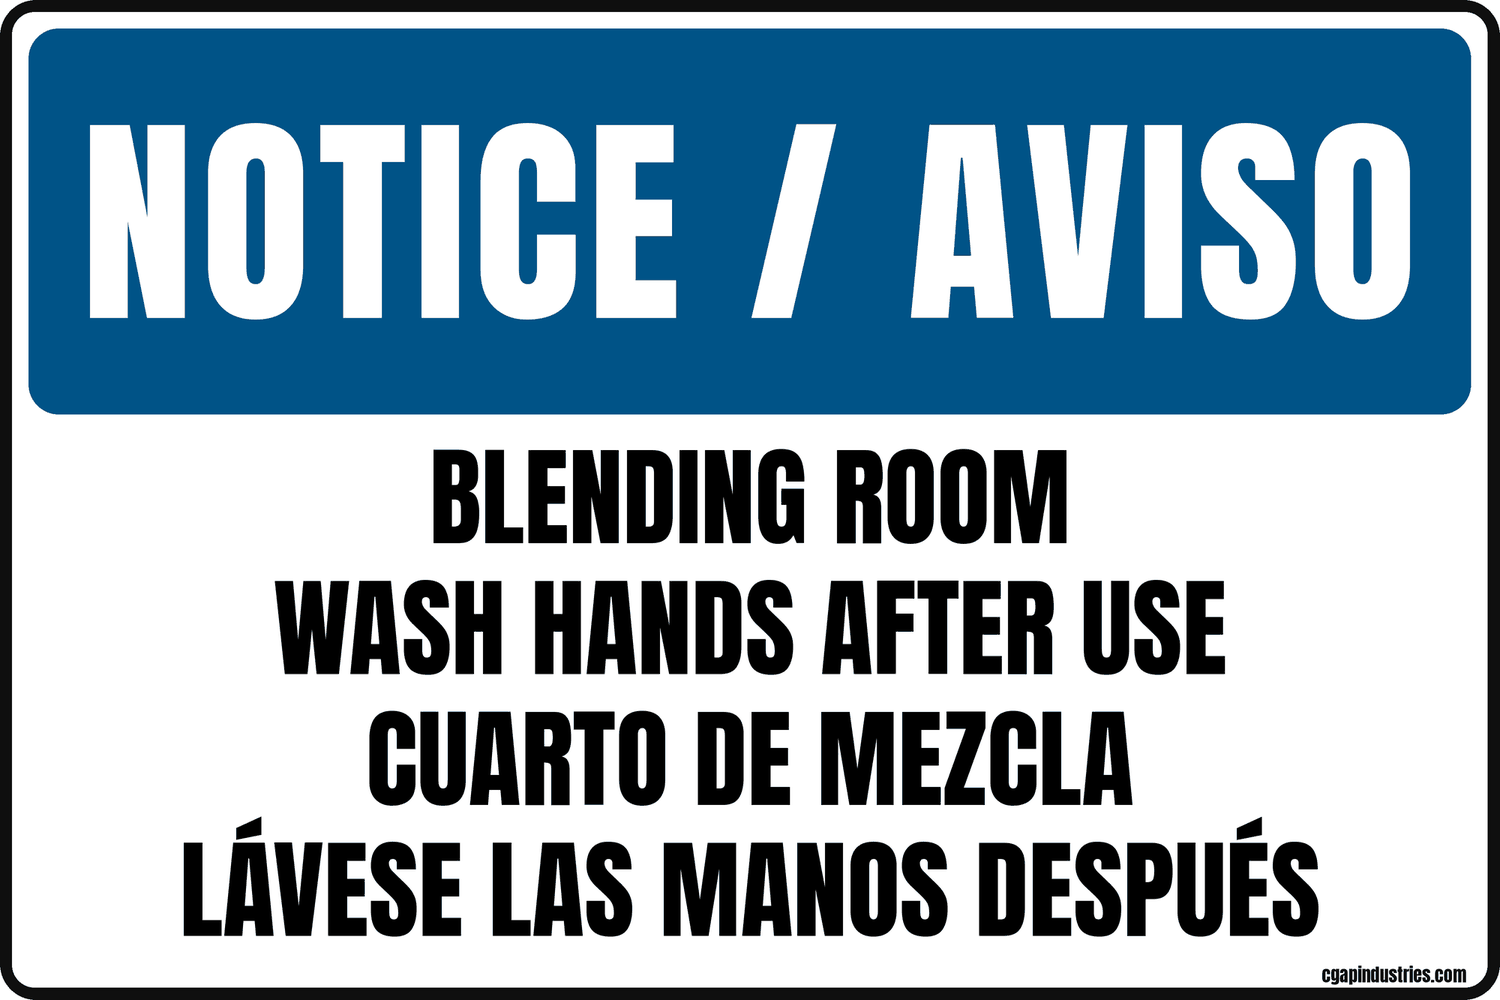 NOTICE / AVISO
BLENDING ROOM
WASH HANDS AFTER USE
CUARTO DE MEZCLA
LÁVESE LAS MANOS DESPUÉS
cgapindustries.com